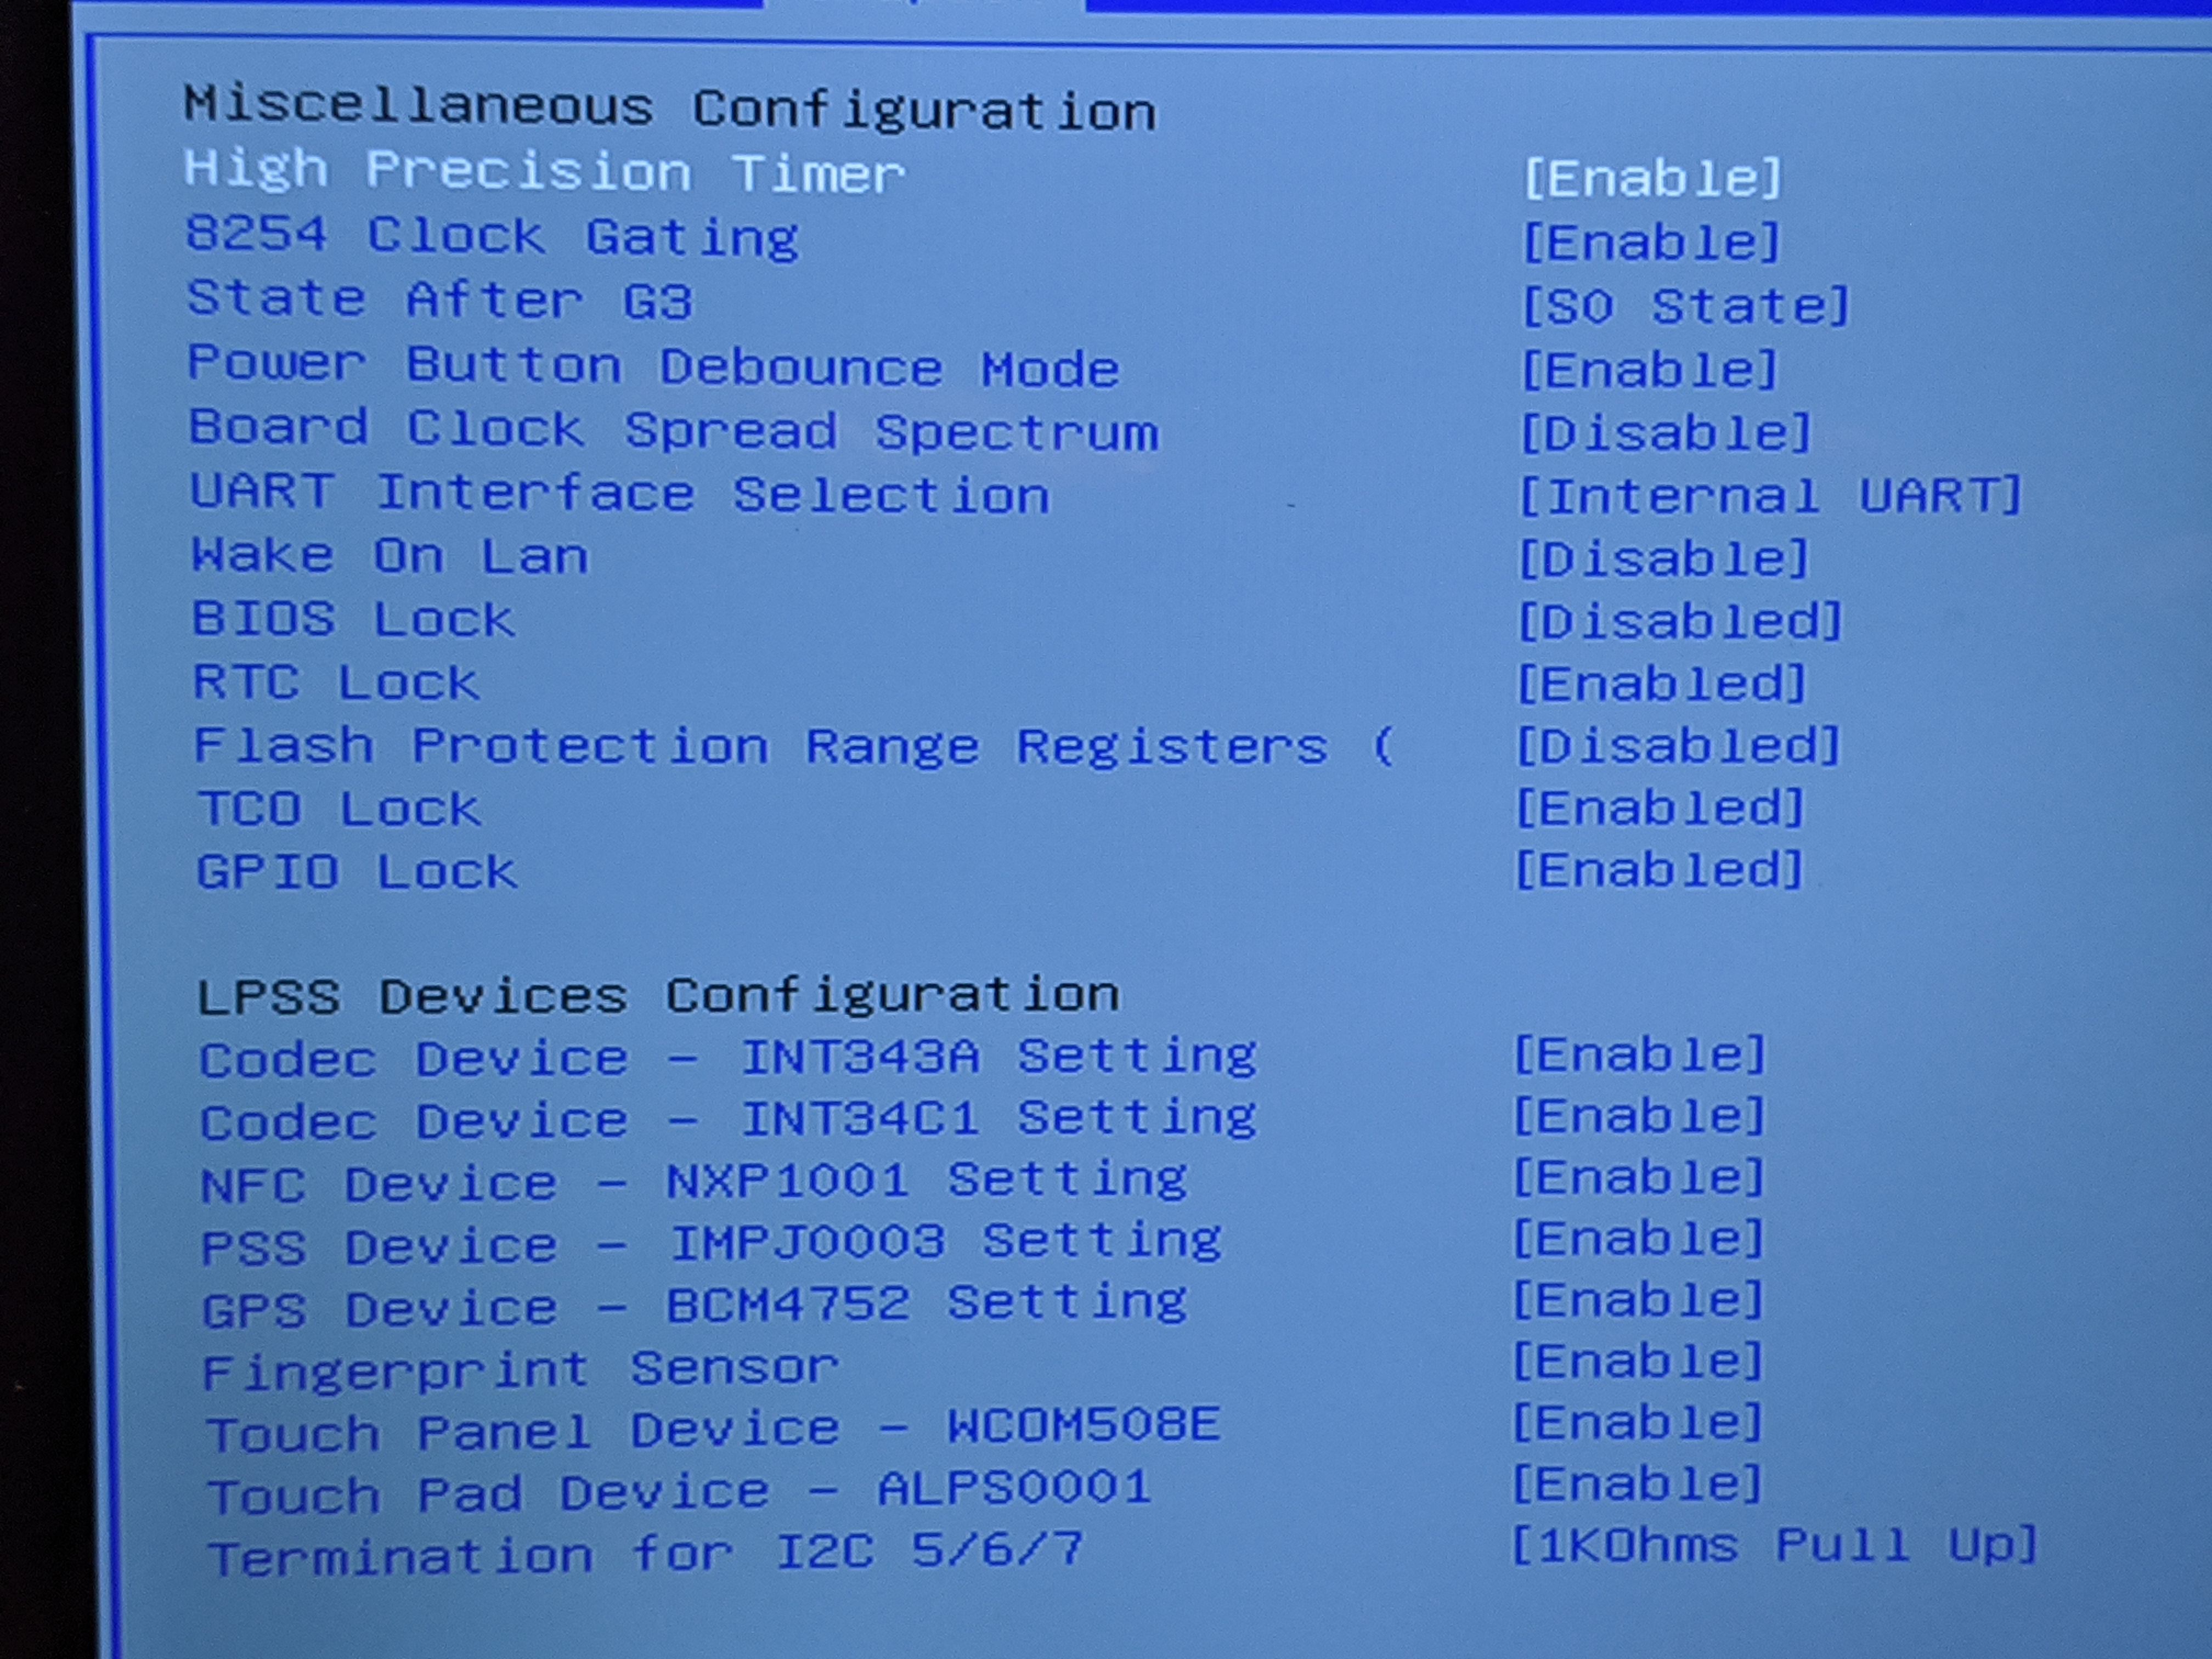 Miscellaneous Configuration
High Precision Timer [Enable]
8254 Clock Gating [Enable]
State After G3 [S0 State]
Power Button Debounce Mode [Enable]
Board Clock Spread Spectrum [Disable]
UART Interface Selection [Internal UART]
Wake On Lan [Disable]
BIOS Lock [Disabled]
RTC Lock [Enabled]
Flash Protection Range Registers ( [Disabled]
TCO Lock [Enabled]
GPIO Lock [Enabled]
LPSS Devices Configuration
Codec Device - INT343A Setting [Enable]
Codec Device - INT34C1 Setting [Enable]
NFC Device - NXP1001 Setting [Enable]
PSS Device - IMPJ0003 Setting [Enable]
GPS Device - BCM4752 Setting [Enable]
Fingerprint Sensor [Enable]
Touch Panel Device - WCOM508E [Enable]
Touch Pad Device - ALPS0001 [Enable]
Termination for I2C 5/6/7 [1KOhms Pull Up]